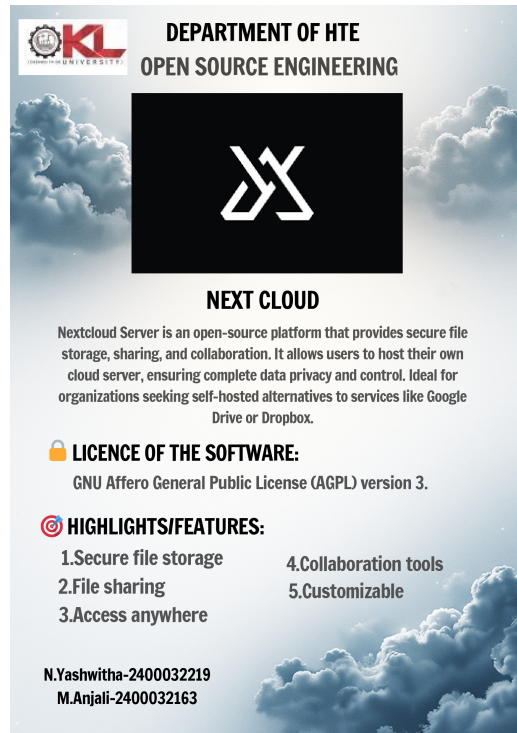 KL
(DEEMED TO BE UNIVERSITY)
DEPARTMENT OF HTE
OPEN SOURCE ENGINEERING
NEXT CLOUD
Nextcloud Server is an open-source platform that provides secure file
storage, sharing, and collaboration. It allows users to host their own
cloud server, ensuring complete data privacy and control. Ideal for
organizations seeking self-hosted alternatives to services like Google
Drive or Dropbox.
LICENCE OF THE SOFTWARE:
GNU Affero General Public License (AGPL) version 3.
HIGHLIGHTS/FEATURES:
1.Secure file storage
2.File sharing
3.Access anywhere
4.Collaboration tools
5.Customizable
N.Yashwitha-2400032219
M.Anjali-2400032163